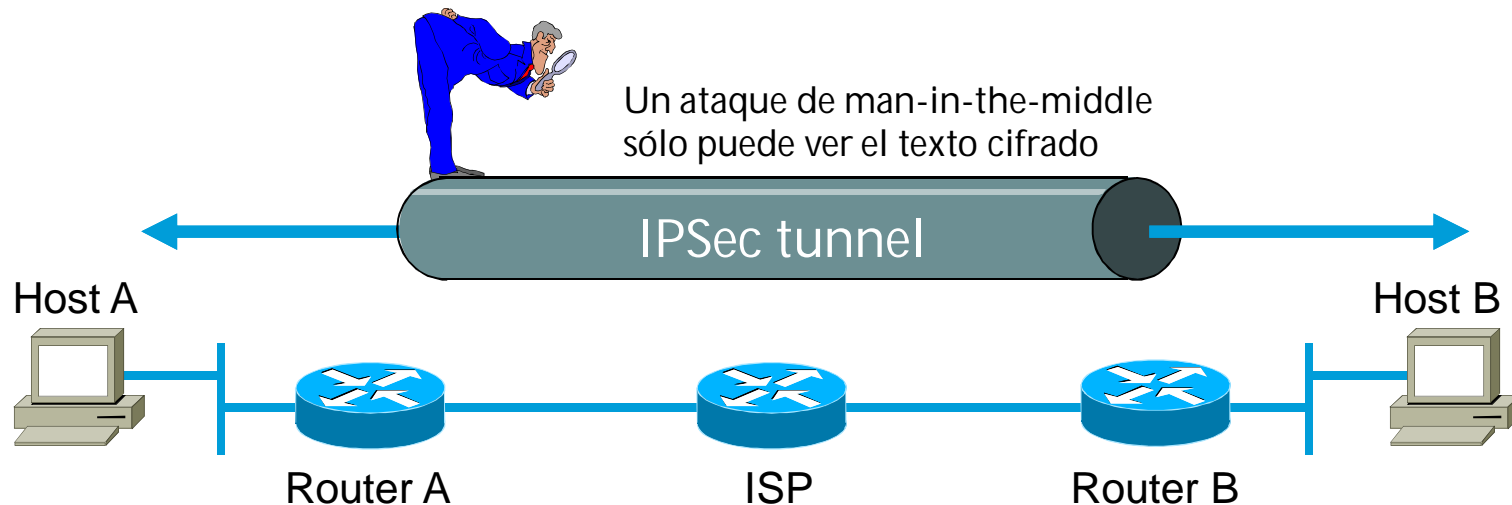 Un ataque de man-in-the-middle
sólo puede ver el texto cifrado
IPSec tunnel
Host A
Host B
Router A
ISP
Router B